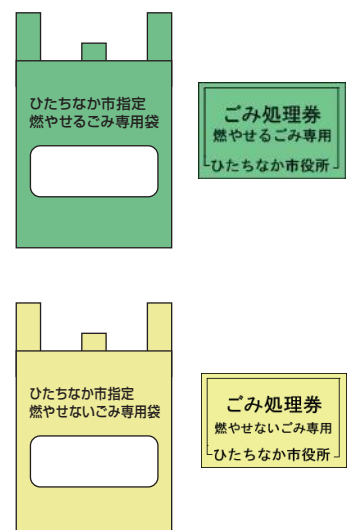 ひたちなか市指定
燃やせるごみ専用袋
ごみ処理券
燃やせるごみ専用
ひたちなか市役所
ひたちなか市指定
燃やせないごみ専用袋
ごみ処理券
燃やせないごみ専用
ひたちなか市役所